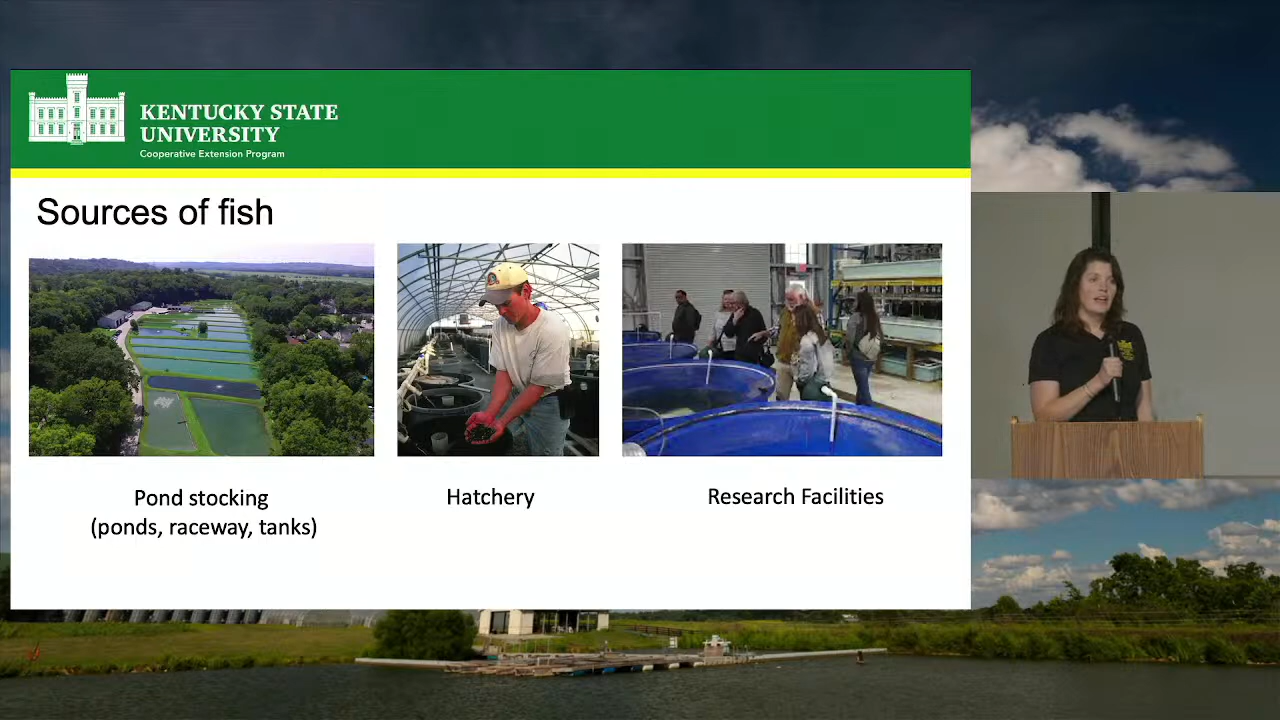 KENTUCKY STATE
UNIVERSITY
Cooperative Extension Program
Sources of fish
Pond stocking
(ponds, raceway, tanks)
Hatchery
Research Facilities